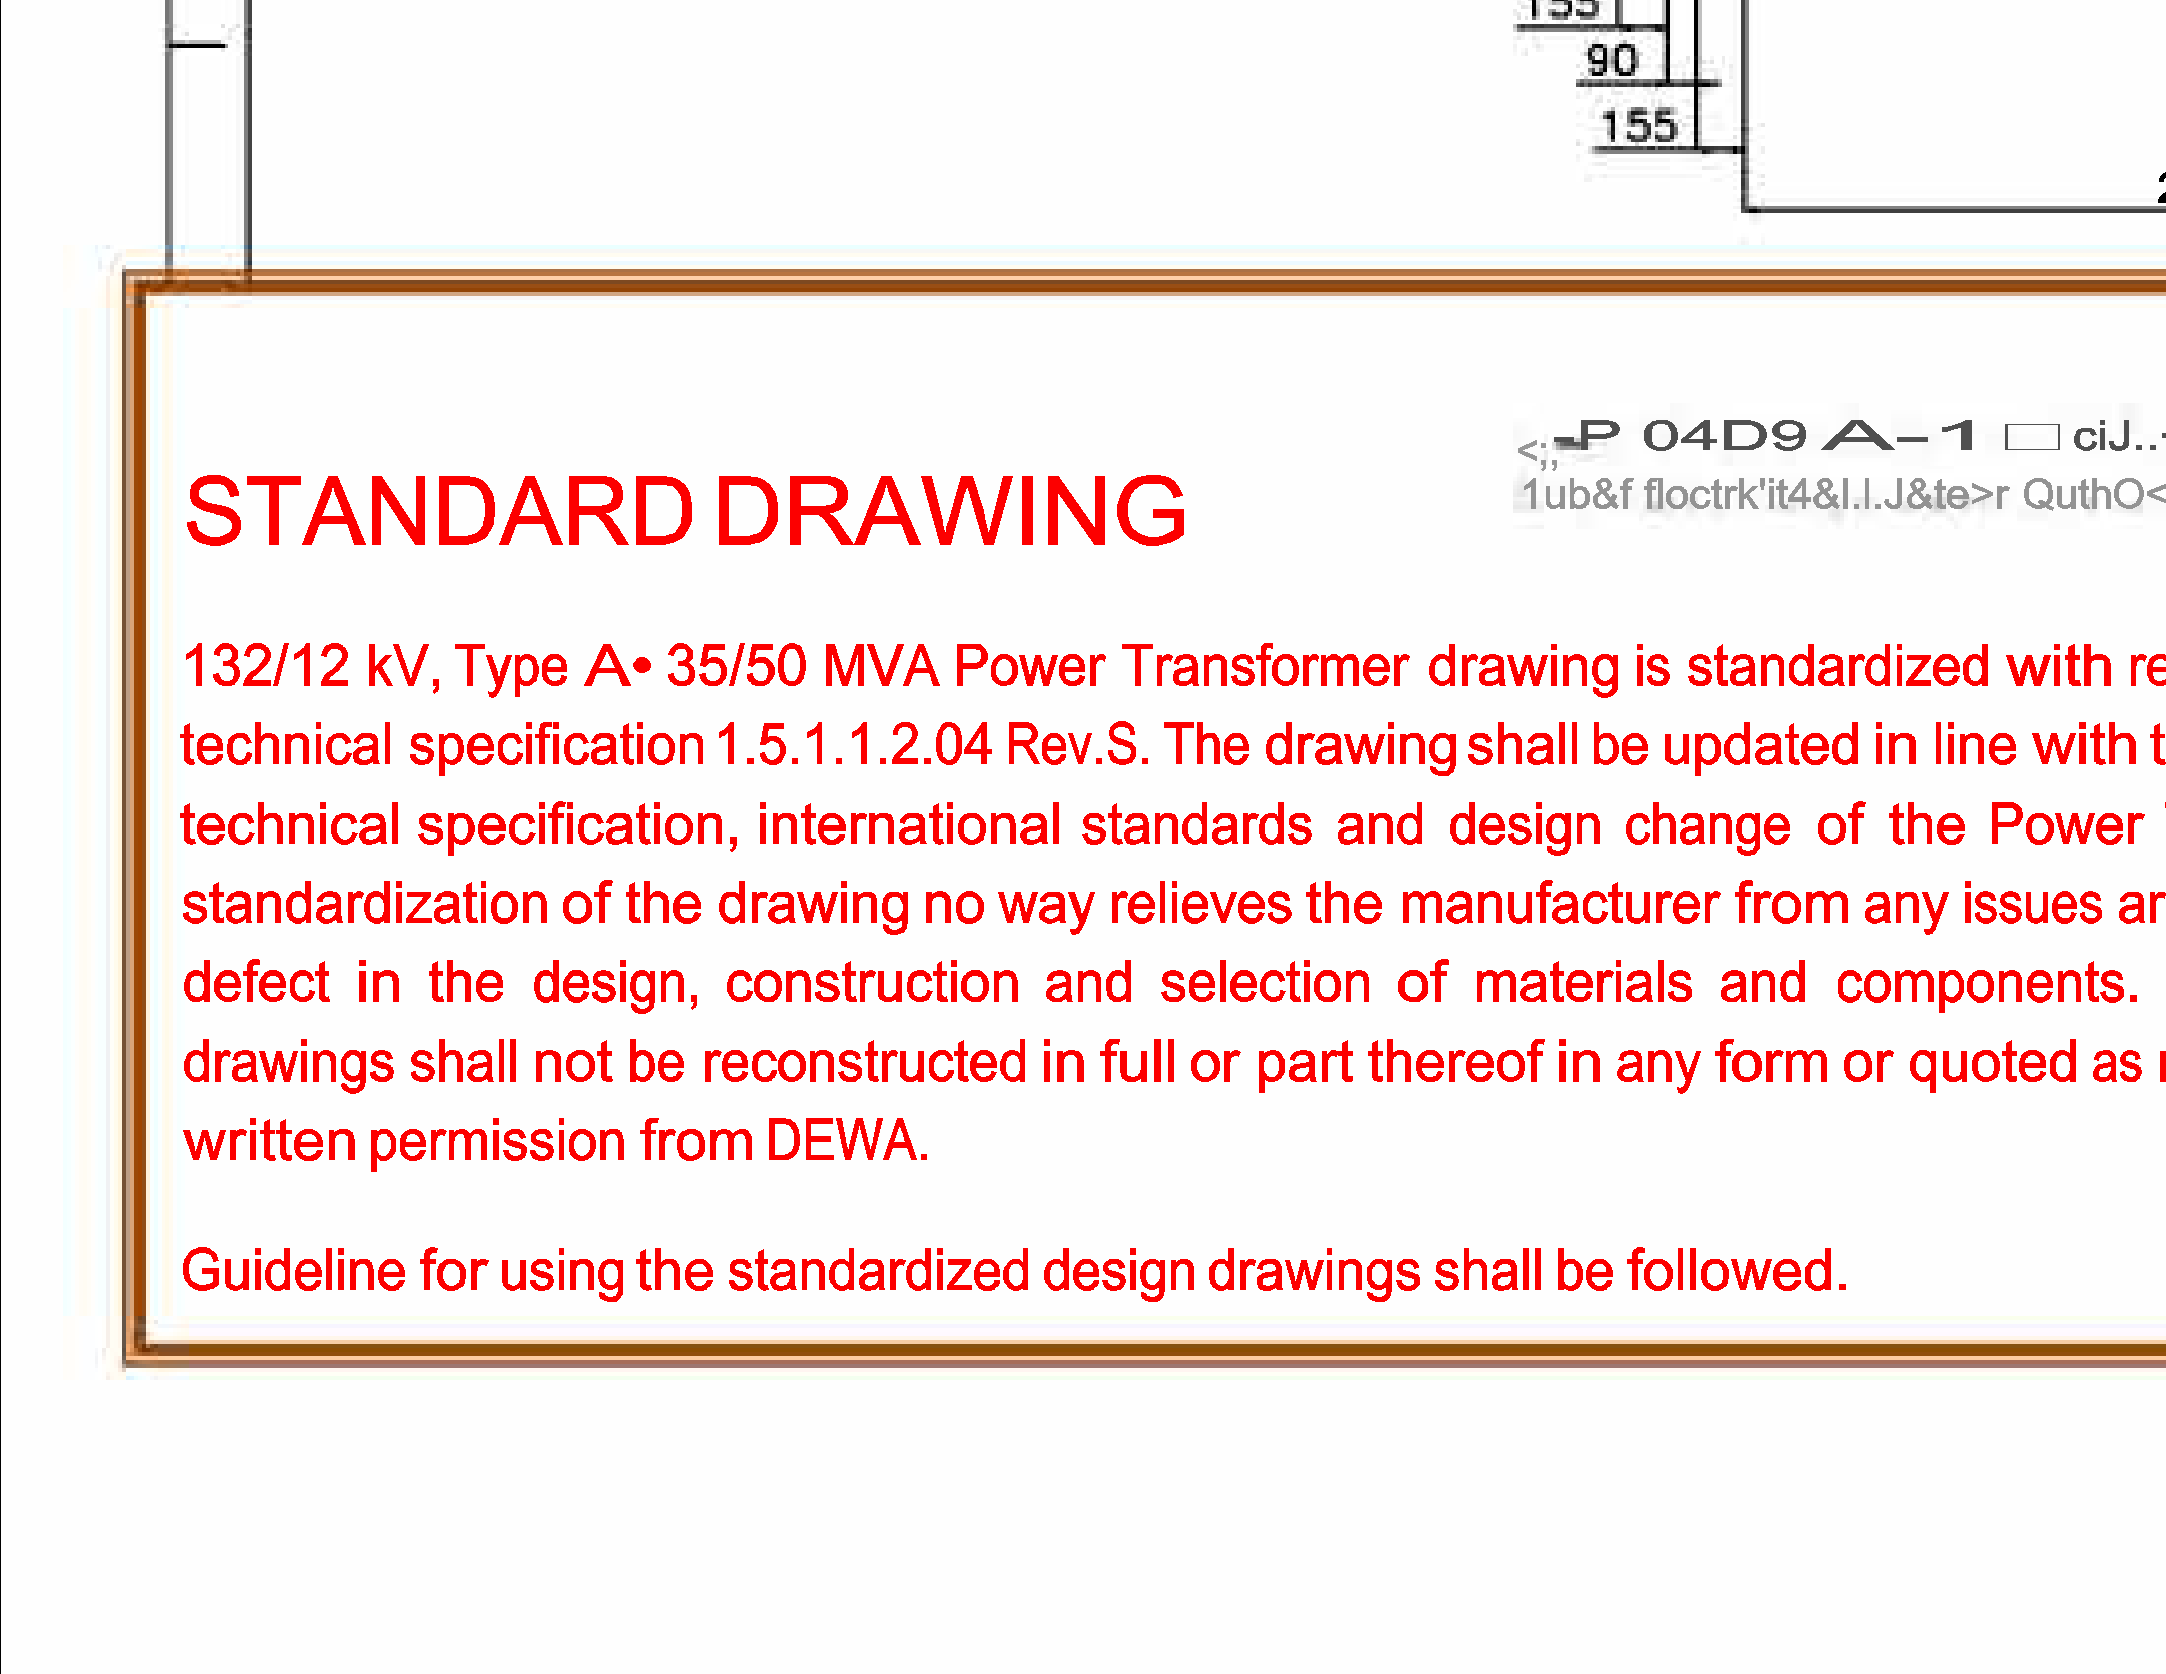 155
90
155
-P 04D9 A-1 □ ciJ..
<;,,
1ub&f floctrk'it4&l.l.J&te>r QuthO<
STANDARD DRAWING
132/12 kV, Type A• 35/50 MVA Power Transformer drawing is standardized with re
technical specification 1.5.1.1.2.04 Rev.S. The drawing shall be updated in line with t
technical specification, international standards and design change of the Power
standardization of the drawing no way relieves the manufacturer from any issues ar
defect in the design, construction and selection of materials and components.
drawings shall not be reconstructed in full or part thereof in any form or quoted as
written permission from DEWA.
Guideline for using the standardized design drawings shall be followed.